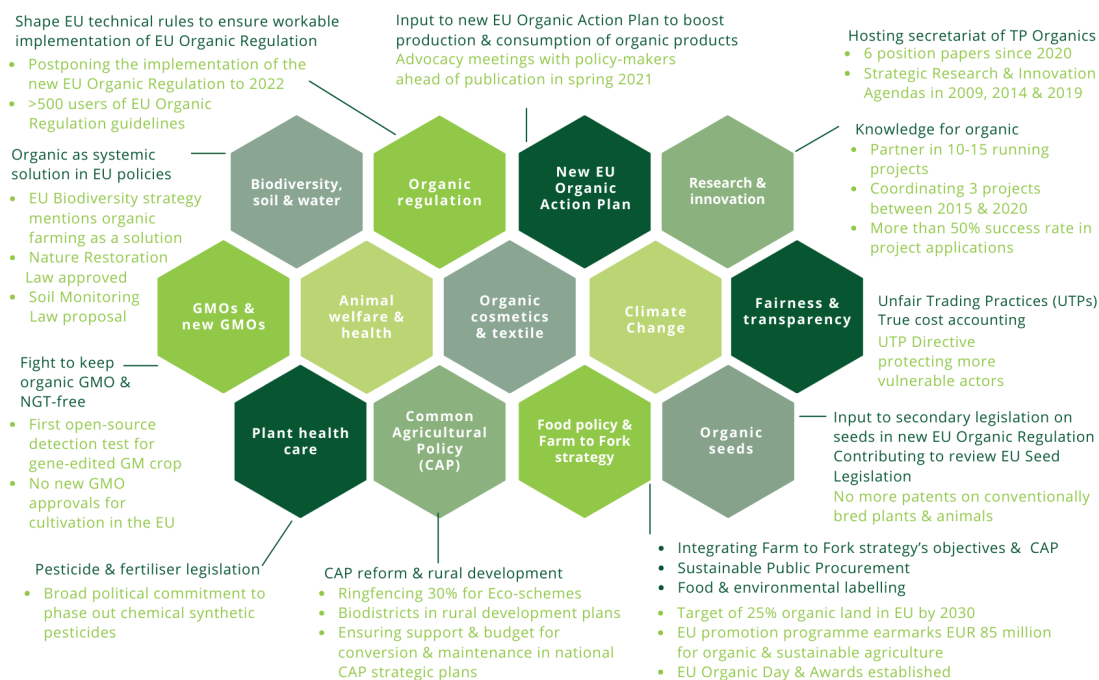 Shape EU technical rules to ensure workable
implementation of EU Organic Regulation
• Postponing the implementation of the
new EU Organic Regulation to 2022
• >500 users of EU Organic
Regulation guidelines
Input to new EU Organic Action Plan to boost
production & consumption of organic products
Advocacy meetings with policy-makers
ahead of publication in spring 2021
Hosting secretariat of TP Organics
• 6 position papers since 2020
• Strategic Research & Innovation
Agendas in 2009, 2014 & 2019
Knowledge for organic
• Partner in 10-15 running
projects
• Coordinating 3 projects
between 2015 & 2020
• More than 50% success rate in
project applications
Organic as systemic
solution in EU policies
• EU Biodiversity strategy
mentions organic
farming as a solution
• Nature Restoration
Law approved
• Soil Monitoring
Law proposal
Biodiversity,
soil & water
Organic
regulation
New EU
Organic
Action Plan
Research &
innovation
GMOs &
new GMOs
Animal
welfare &
health
Organic
cosmetics
& textile
Climate
Change
Fairness &
transparency
Unfair Trading Practices (UTPs)
True cost accounting
UTP Directive
protecting more
vulnerable actors
Fight to keep
organic GMO &
NGT-free
• First open-source
detection test for
gene-edited GM crop
• No new GMO
approvals for
cultivation in the EU
Plant health
care
Common
Agricultural
Policy
(CAP)
Food policy &
Farm to Fork
strategy
Organic
seeds
Input to secondary legislation on
seeds in new EU Organic Regulation
Contributing to review EU Seed
Legislation
No more patents on conventionally
bred plants & animals
Pesticide & fertiliser legislation
• Broad political commitment to
phase out chemical synthetic
pesticides
CAP reform & rural development
• Ringfencing 30% for Eco-schemes
• Biodistricts in rural development plans
• Ensuring support & budget for
conversion & maintenance in national
CAP strategic plans
• Integrating Farm to Fork strategy's objectives & CAP
• Sustainable Public Procurement
• Food & environmental labelling
• Target of 25% organic land in EU by 2030
• EU promotion programme earmarks EUR 85 million
for organic & sustainable agriculture
• EU Organic Day & Awards established